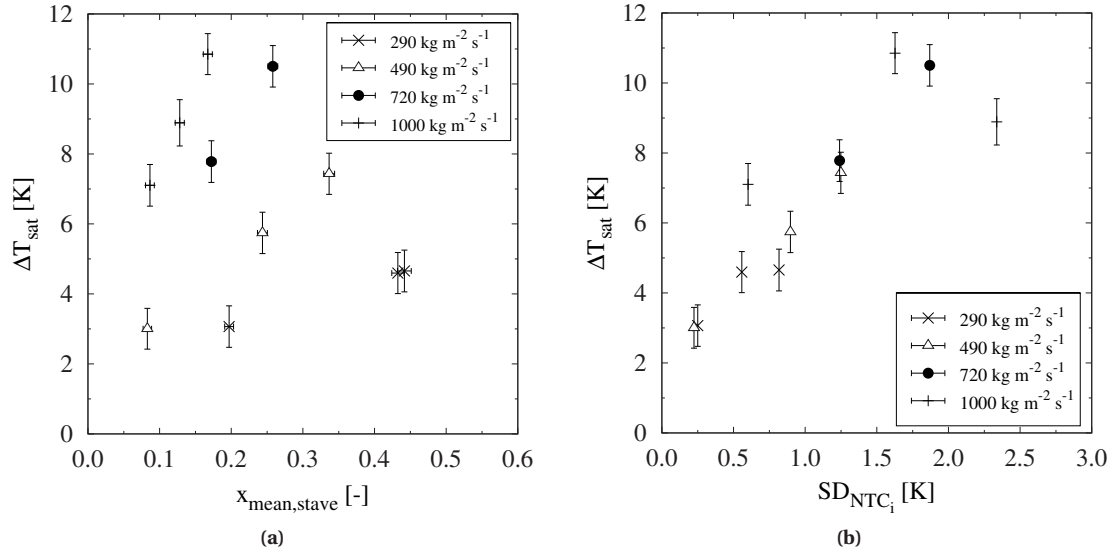 12
10
8
6
4
2
0
ΔT_sat [K]
0.0 0.1 0.2 0.3 0.4 0.5 0.6
x_mean,stave [-]
290 kg m^-2 s^-1
490 kg m^-2 s^-1
720 kg m^-2 s^-1
1000 kg m^-2 s^-1
(a)
12
10
8
6
4
2
0
ΔT_sat [K]
290 kg m^-2 s^-1
490 kg m^-2 s^-1
720 kg m^-2 s^-1
1000 kg m^-2 s^-1
0.0 0.5 1.0 1.5 2.0 2.5 3.0
SD_NTC_i [K]
(b)